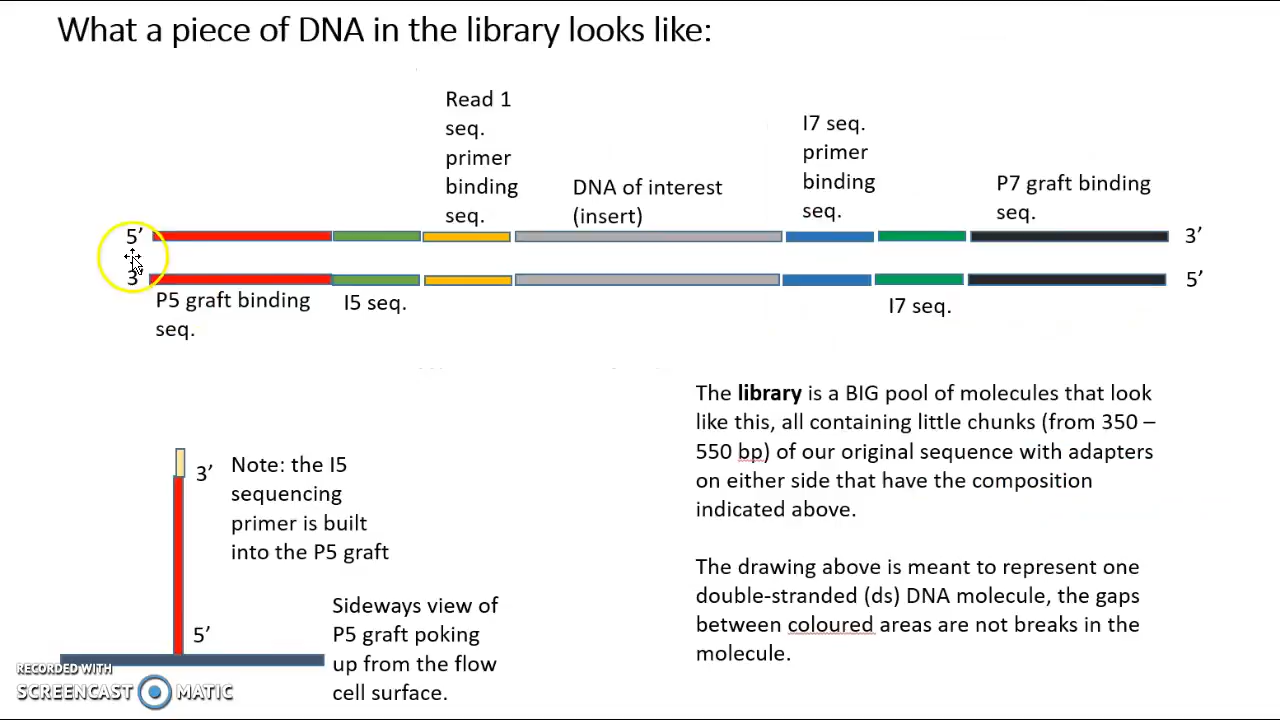 What a piece of DNA in the library looks like:
Read 1
seq.
primer
binding
seq.
DNA of interest
(insert)
I7 seq.
primer
binding
seq.
P7 graft binding
seq.
5’
3’
3’
5’
P5 graft binding
seq.
I5 seq.
I7 seq.
The library is a BIG pool of molecules that look
like this, all containing little chunks (from 350 –
550 bp) of our original sequence with adapters
on either side that have the composition
indicated above.
The drawing above is meant to represent one
double-stranded (ds) DNA molecule, the gaps
between coloured areas are not breaks in the
molecule.
3’
Note: the I5
sequencing
primer is built
into the P5 graft
5’
Sideways view of
P5 graft poking
up from the flow
cell surface.
RECORDED WITH
SCREENCAST MATIC